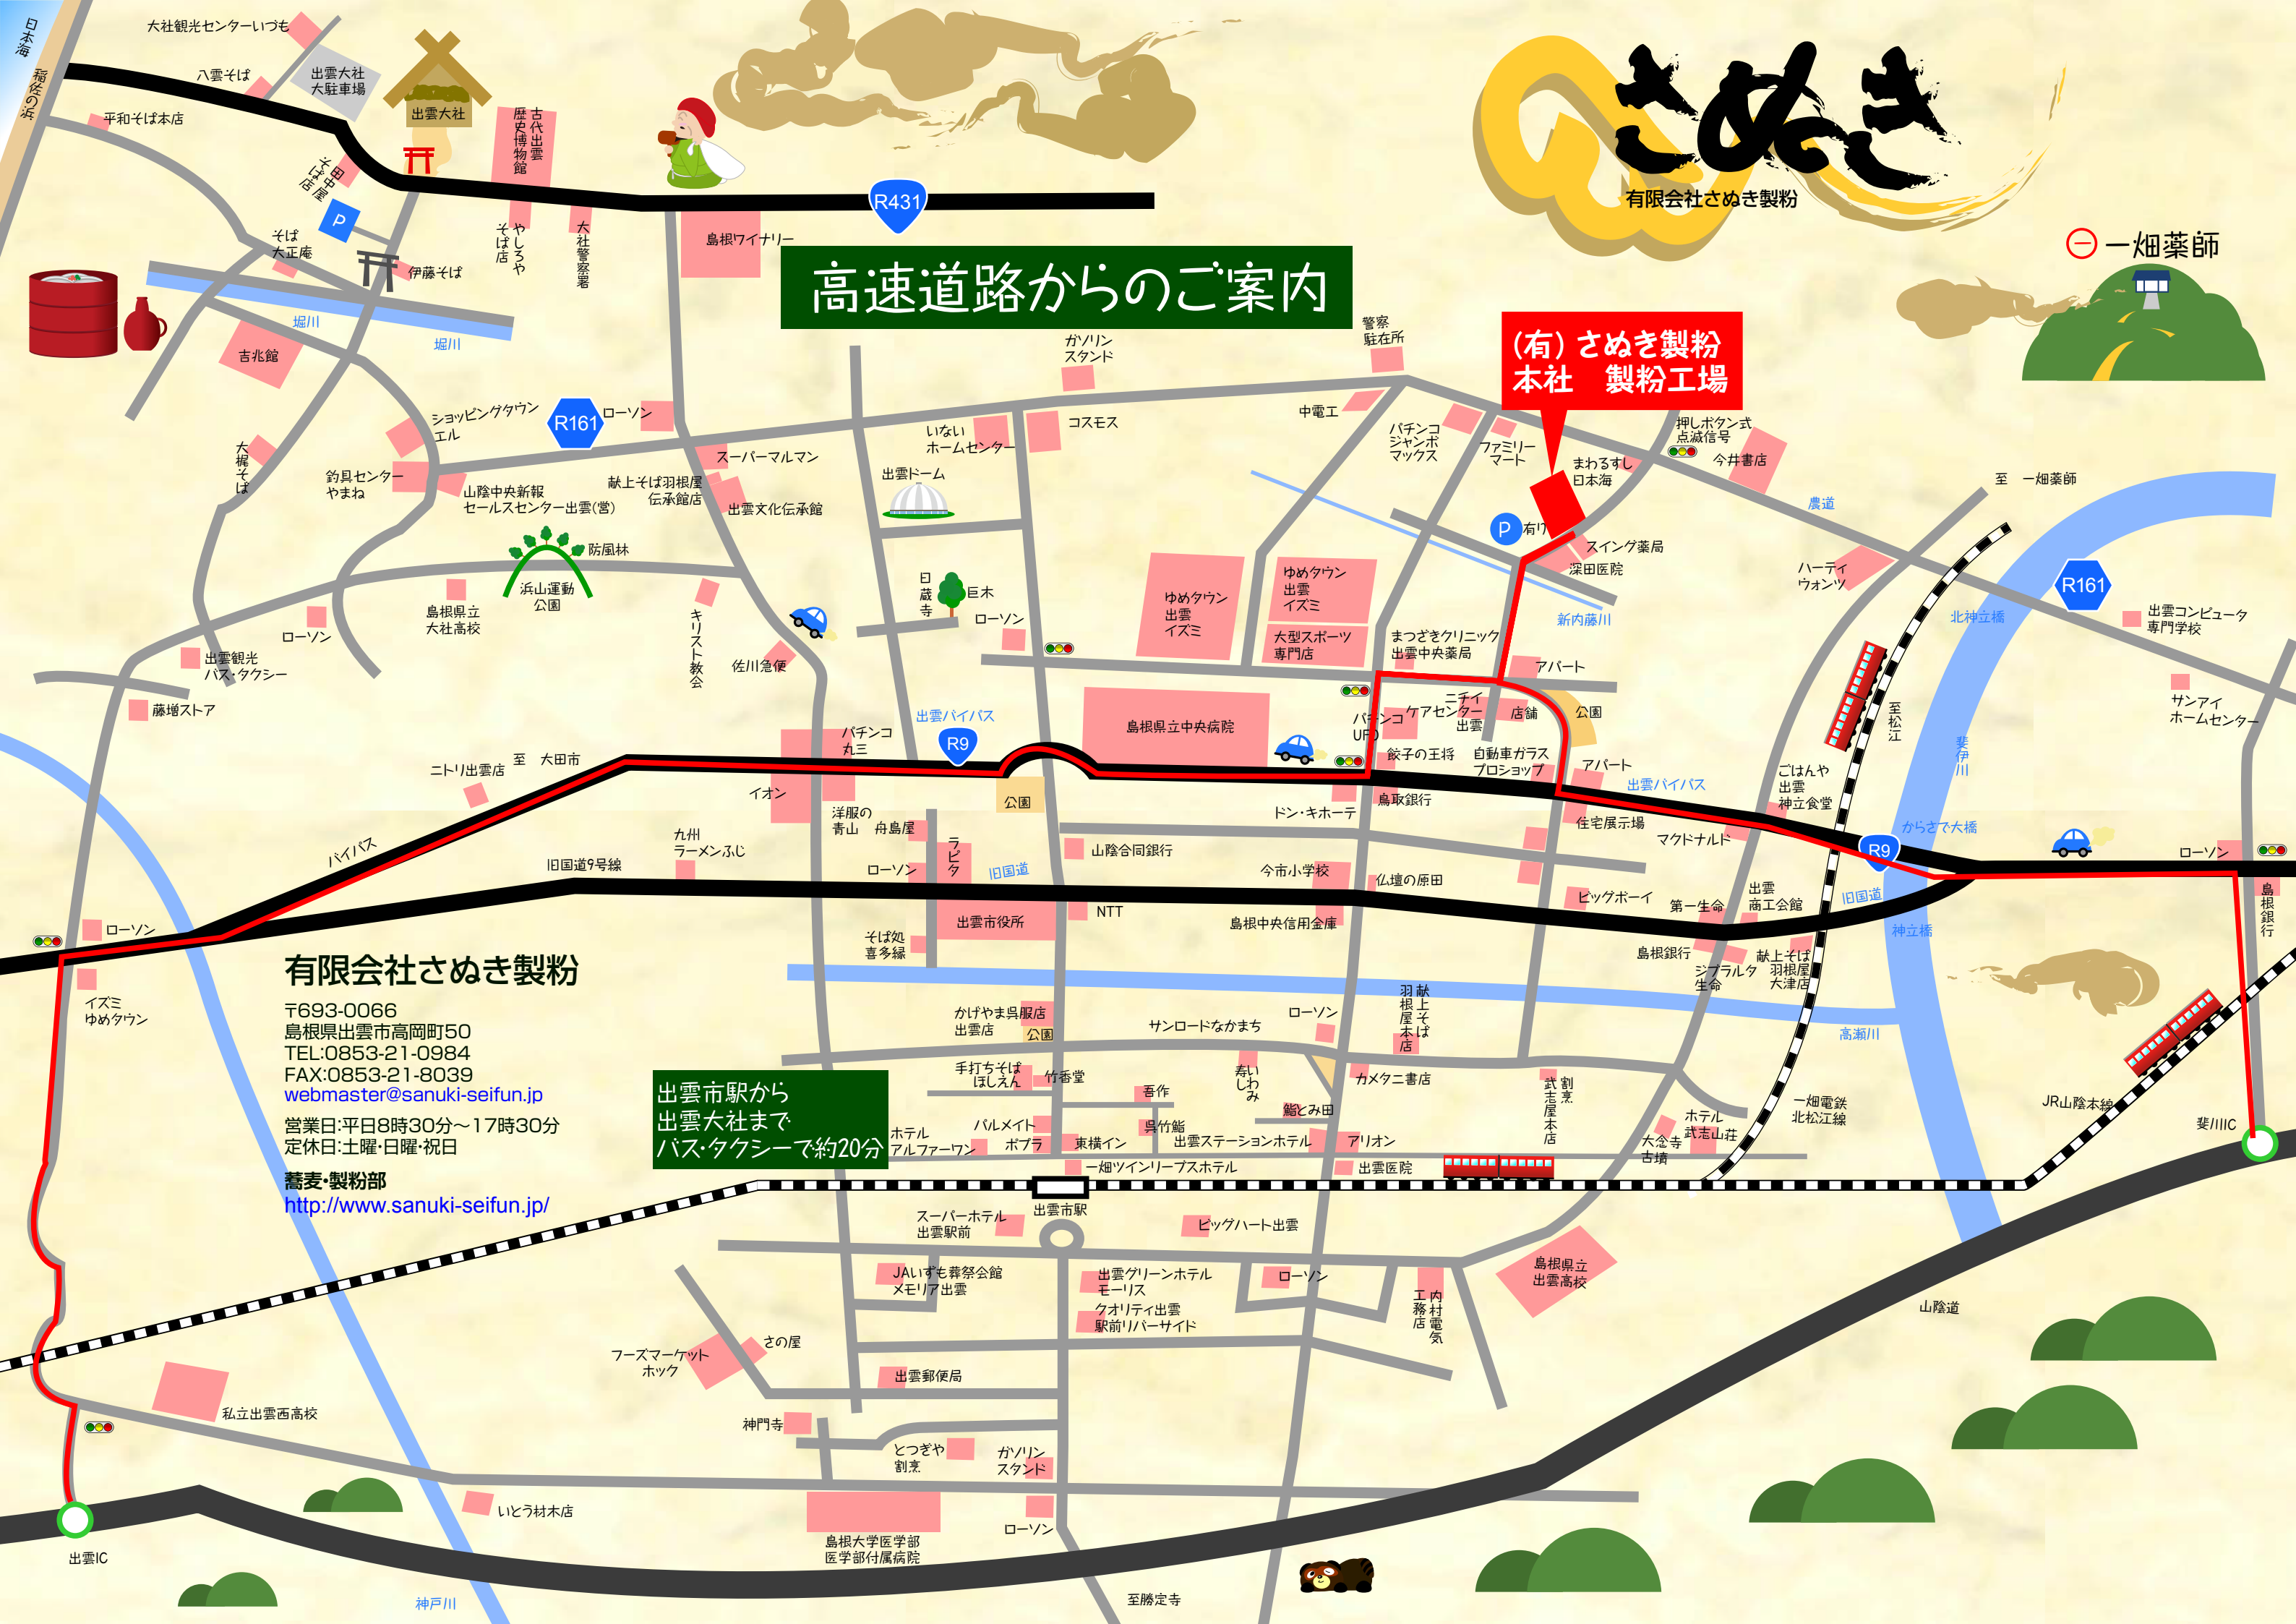 日本海
稲佐の浜
大社観光センターいづも
八雲そば
出雲大社
大駐車場
平和そば本店
出雲大社
古代出雲
歴史博物館
田中屋
そば店
P
そば
大正庵
伊藤そば
やしろや
そば店
大社警察署
島根ワイナリー
R431
さぬき
有限会社さぬき製粉
一畑薬師
高速道路からのご案内
堀川
堀川
吉兆館
(有)さぬき製粉
本社 製粉工場
ガソリン
スタンド
警察
駐在所
ショッピングタウン
エル
R161
ローソン
いない
ホームセンター
コスモス
中電工
パチンコ
ジャンボ
マックス
ファミリー
マート
押しボタン式
点滅信号
今井書店
まわるすし
日本海
大梶そば
釣具センター
やまね
山陰中央新報
セールスセンター出雲(営)
スーパーマルマン
献上そば羽根屋
伝承館店
出雲文化伝承館
出雲ドーム
P
有り
スイング薬局
深田医院
農道
至 一畑薬師
防風林
浜山運動
公園
島根県立
大社高校
ローソン
キリスト教会
日蔵寺
巨木
ローソン
ゆめタウン
出雲
イズミ
ゆめタウン
出雲
イズミ
大型スポーツ
専門店
まつざきクリニック
出雲中央薬局
新内藤川
アパート
ハーティ
ウォンツ
北神立橋
R161
出雲コンピュータ
専門学校
出雲観光
バス・タクシー
藤増ストア
佐川急便
サンアイ
ホームセンター
至松江
斐伊川
出雲バイパス
R9
島根県立中央病院
パチンコ
UFO
ニチイ
ケアセンター
出雲
店舗
公園
パチンコ
丸三
至 大田市
ニトリ出雲店
イオン
餃子の王将
自動車ガラス
プロショップ
アパート
出雲バイパス
ごはんや
出雲
神立食堂
公園
洋服の
青山
舟島屋
ラピタ
ドン・キホーテ
鳥取銀行
住宅展示場
マクドナルド
R9
からさで大橋
ローソン
島根銀行
バイパス
旧国道9号線
九州
ラーメンふじ
ローソン
旧国道
山陰合同銀行
今市小学校
仏壇の原田
ビッグボーイ
第一生命
出雲
商工会館
旧国道
神立橋
ローソン
イズミ
ゆめタウン
そば処
喜多縁
出雲市役所
NTT
島根中央信用金庫
島根銀行
ジブラルタ
生命
献上そば
羽根屋
大津店
有限会社さぬき製粉
〒693-0066
島根県出雲市高岡町50
TEL:0853-21-0984
FAX:0853-21-8039
webmaster@sanuki-seifun.jp
営業日:平日8時30分～17時30分
定休日:土曜・日曜・祝日
蕎麦・製粉部
http://www.sanuki-seifun.jp/
出雲市駅から
出雲大社まで
バス・タクシーで約20分
かげやま呉服店
出雲店
公園
サンロードなかまち
ローソン
献上そば
羽根屋本店
高瀬川
手打ちそば
ほしえん
竹香堂
吾作
いわみ
寿し
カメタニ書店
割烹
武志屋本店
一畑電鉄
北松江線
JR山陰本線
斐川IC
鮨とみ田
ホテル
アルファーワン
パルメイト
ポプラ
東横イン
呉竹鮨
出雲ステーションホテル
アリオン
大念寺
古墳
ホテル
武志山荘
一畑ツインリーブスホテル
出雲医院
出雲市駅
スーパーホテル
出雲駅前
ビッグハート出雲
JAいずも葬祭会館
メモリア出雲
出雲グリーンホテル
モーリス
ローソン
クオリティ出雲
駅前リバーサイド
内村電気
工務店
島根県立
出雲高校
山陰道
フーズマーケット
ホック
さの屋
出雲郵便局
私立出雲西高校
神門寺
とつぎや
割烹
ガソリン
スタンド
いとう材木店
島根大学医学部
医学部付属病院
ローソン
出雲IC
神戸川
至勝定寺